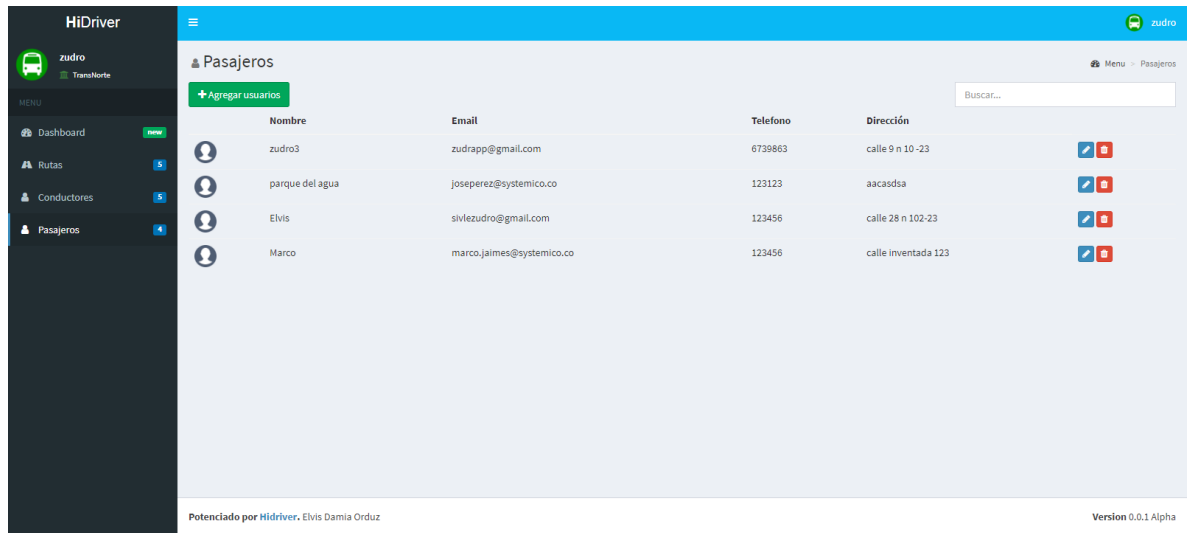 HiDriver
zudro
zudro
TransNorte
MENU
Dashboard new
Rutas 5
Conductores 5
Pasajeros 4
Pasajeros
Menu > Pasajeros
Agregar usuarios
Buscar...
Nombre Email Telefono Dirección
zudro3 zudrapp@gmail.com 6739863 calle 9 n 10 -23
parque del agua joseperez@systemico.co 123123 aacasdsa
Elvis sivlezudro@gmail.com 123456 calle 28 n 102-23
Marco marco.jaimes@systemico.co 123456 calle inventada 123
Potenciado por Hidriver. Elvis Damia Orduz
Version 0.0.1 Alpha